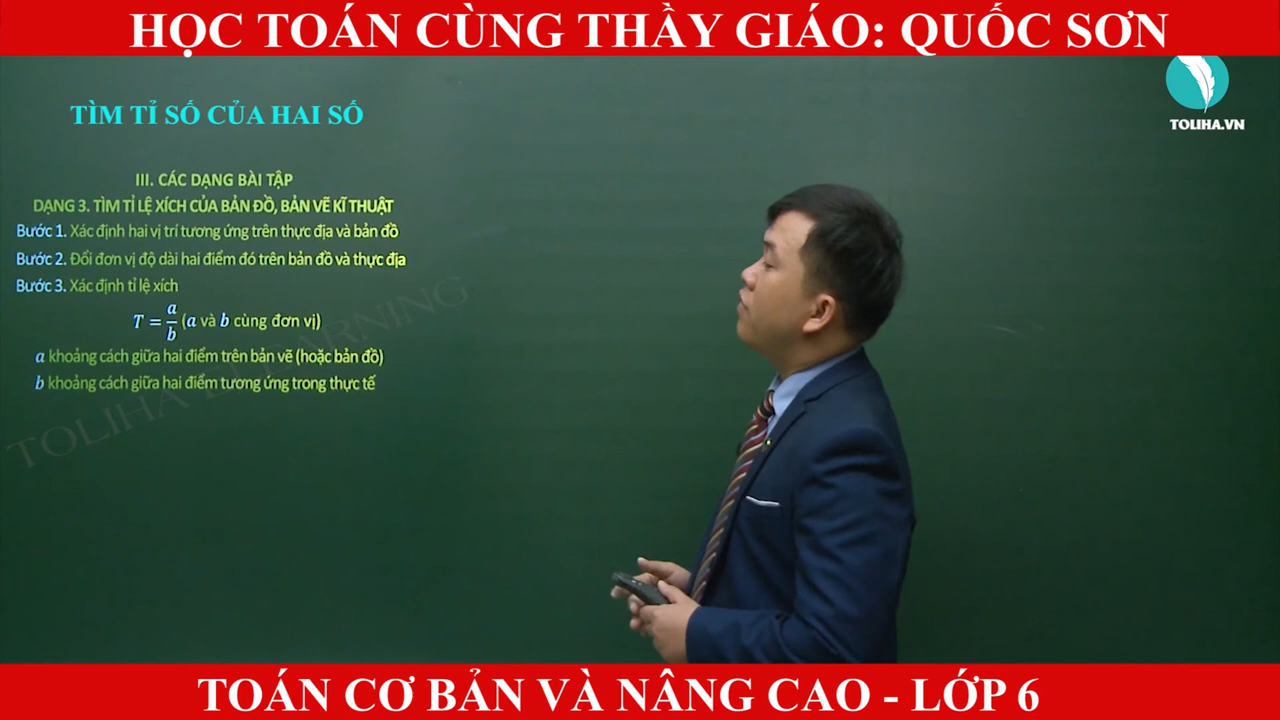 HỌC TOÁN CÙNG THẦY GIÁO: QUỐC SƠN
TOLIHA.VN
TÌM TỈ SỐ CỦA HAI SỐ
III. CÁC DẠNG BÀI TẬP
DẠNG 3. TÌM TỈ LỆ XÍCH CỦA BẢN ĐỒ, BẢN VẼ KĨ THUẬT
Bước 1. Xác định hai vị trí tương ứng trên thực địa và bản đồ
Bước 2. Đổi đơn vị độ dài hai điểm đó trên bản đồ và thực địa
Bước 3. Xác định tỉ lệ xích
T = a/b (a và b cùng đơn vị)
a khoảng cách giữa hai điểm trên bản vẽ (hoặc bản đồ)
b khoảng cách giữa hai điểm tương ứng trong thực tế
TOLIHA ELEARNING
TOÁN CƠ BẢN VÀ NÂNG CAO - LỚP 6